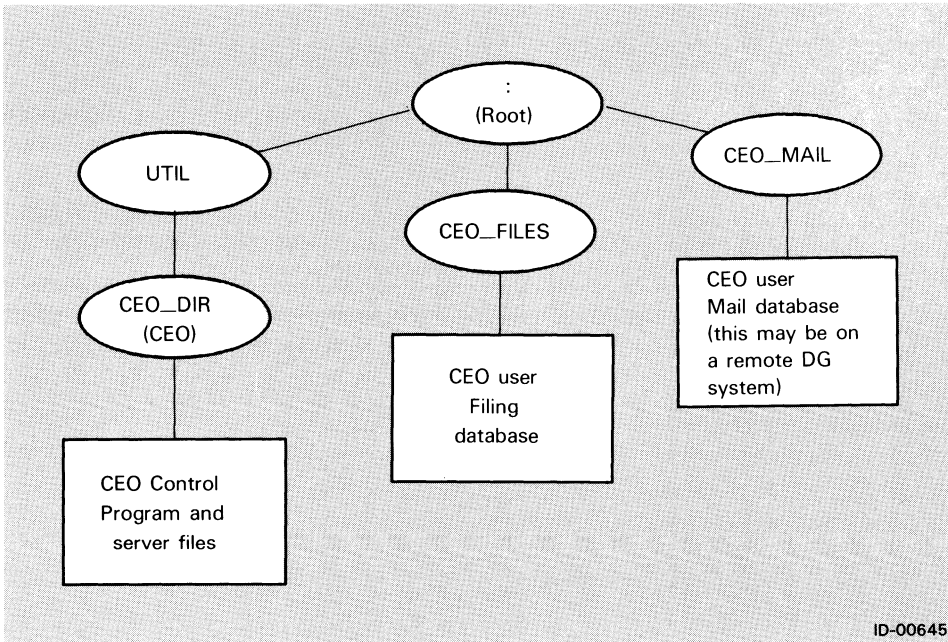 :
(Root)
UTIL
CEO_FILES
CEO_MAIL
CEO_DIR
(CEO)
CEO Control
Program and
server files
CEO user
Filing
database
CEO user
Mail database
(this may be on
a remote DG
system)
ID-00645